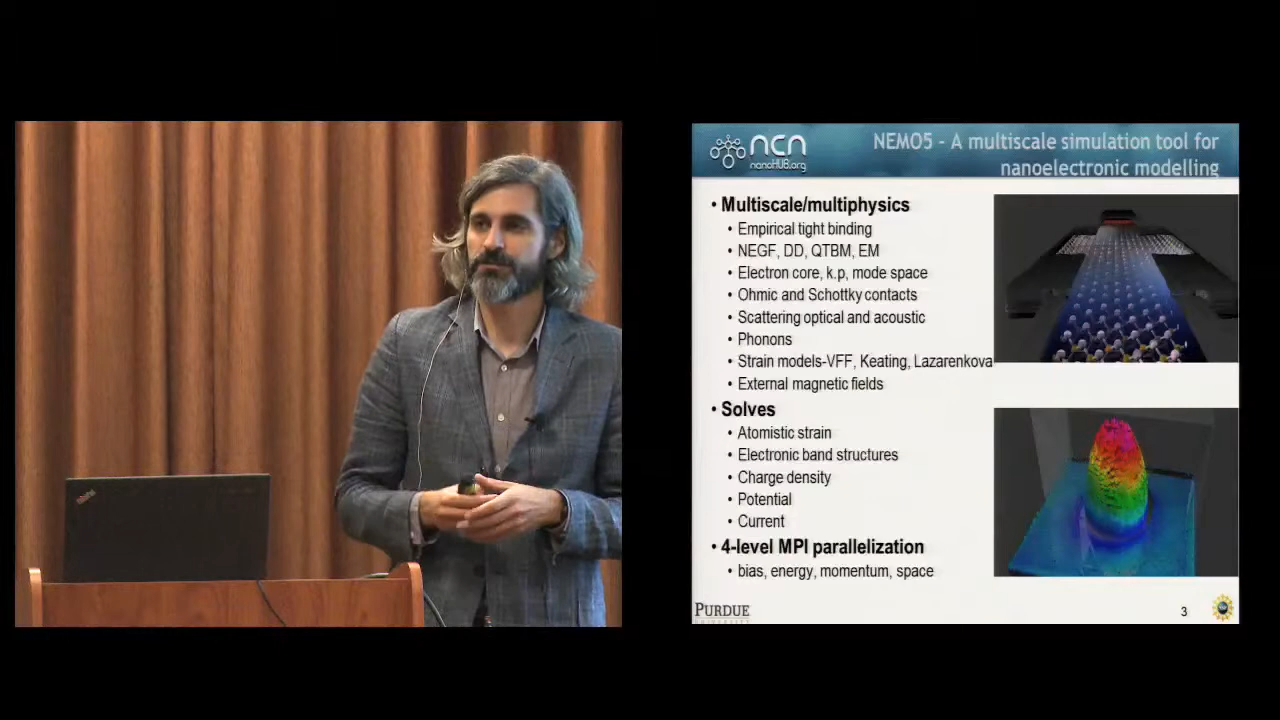 ncn
nanoHUB.org
NEMO5 - A multiscale simulation tool for
nanoelectronic modelling
• Multiscale/multiphysics
• Empirical tight binding
• NEGF, DD, QTBM, EM
• Electron core, k.p, mode space
• Ohmic and Schottky contacts
• Scattering optical and acoustic
• Phonons
• Strain models-VFF, Keating, Lazarenkova
• External magnetic fields
• Solves
• Atomistic strain
• Electronic band structures
• Charge density
• Potential
• Current
• 4-level MPI parallelization
• bias, energy, momentum, space
PURDUE
UNIVERSITY
3